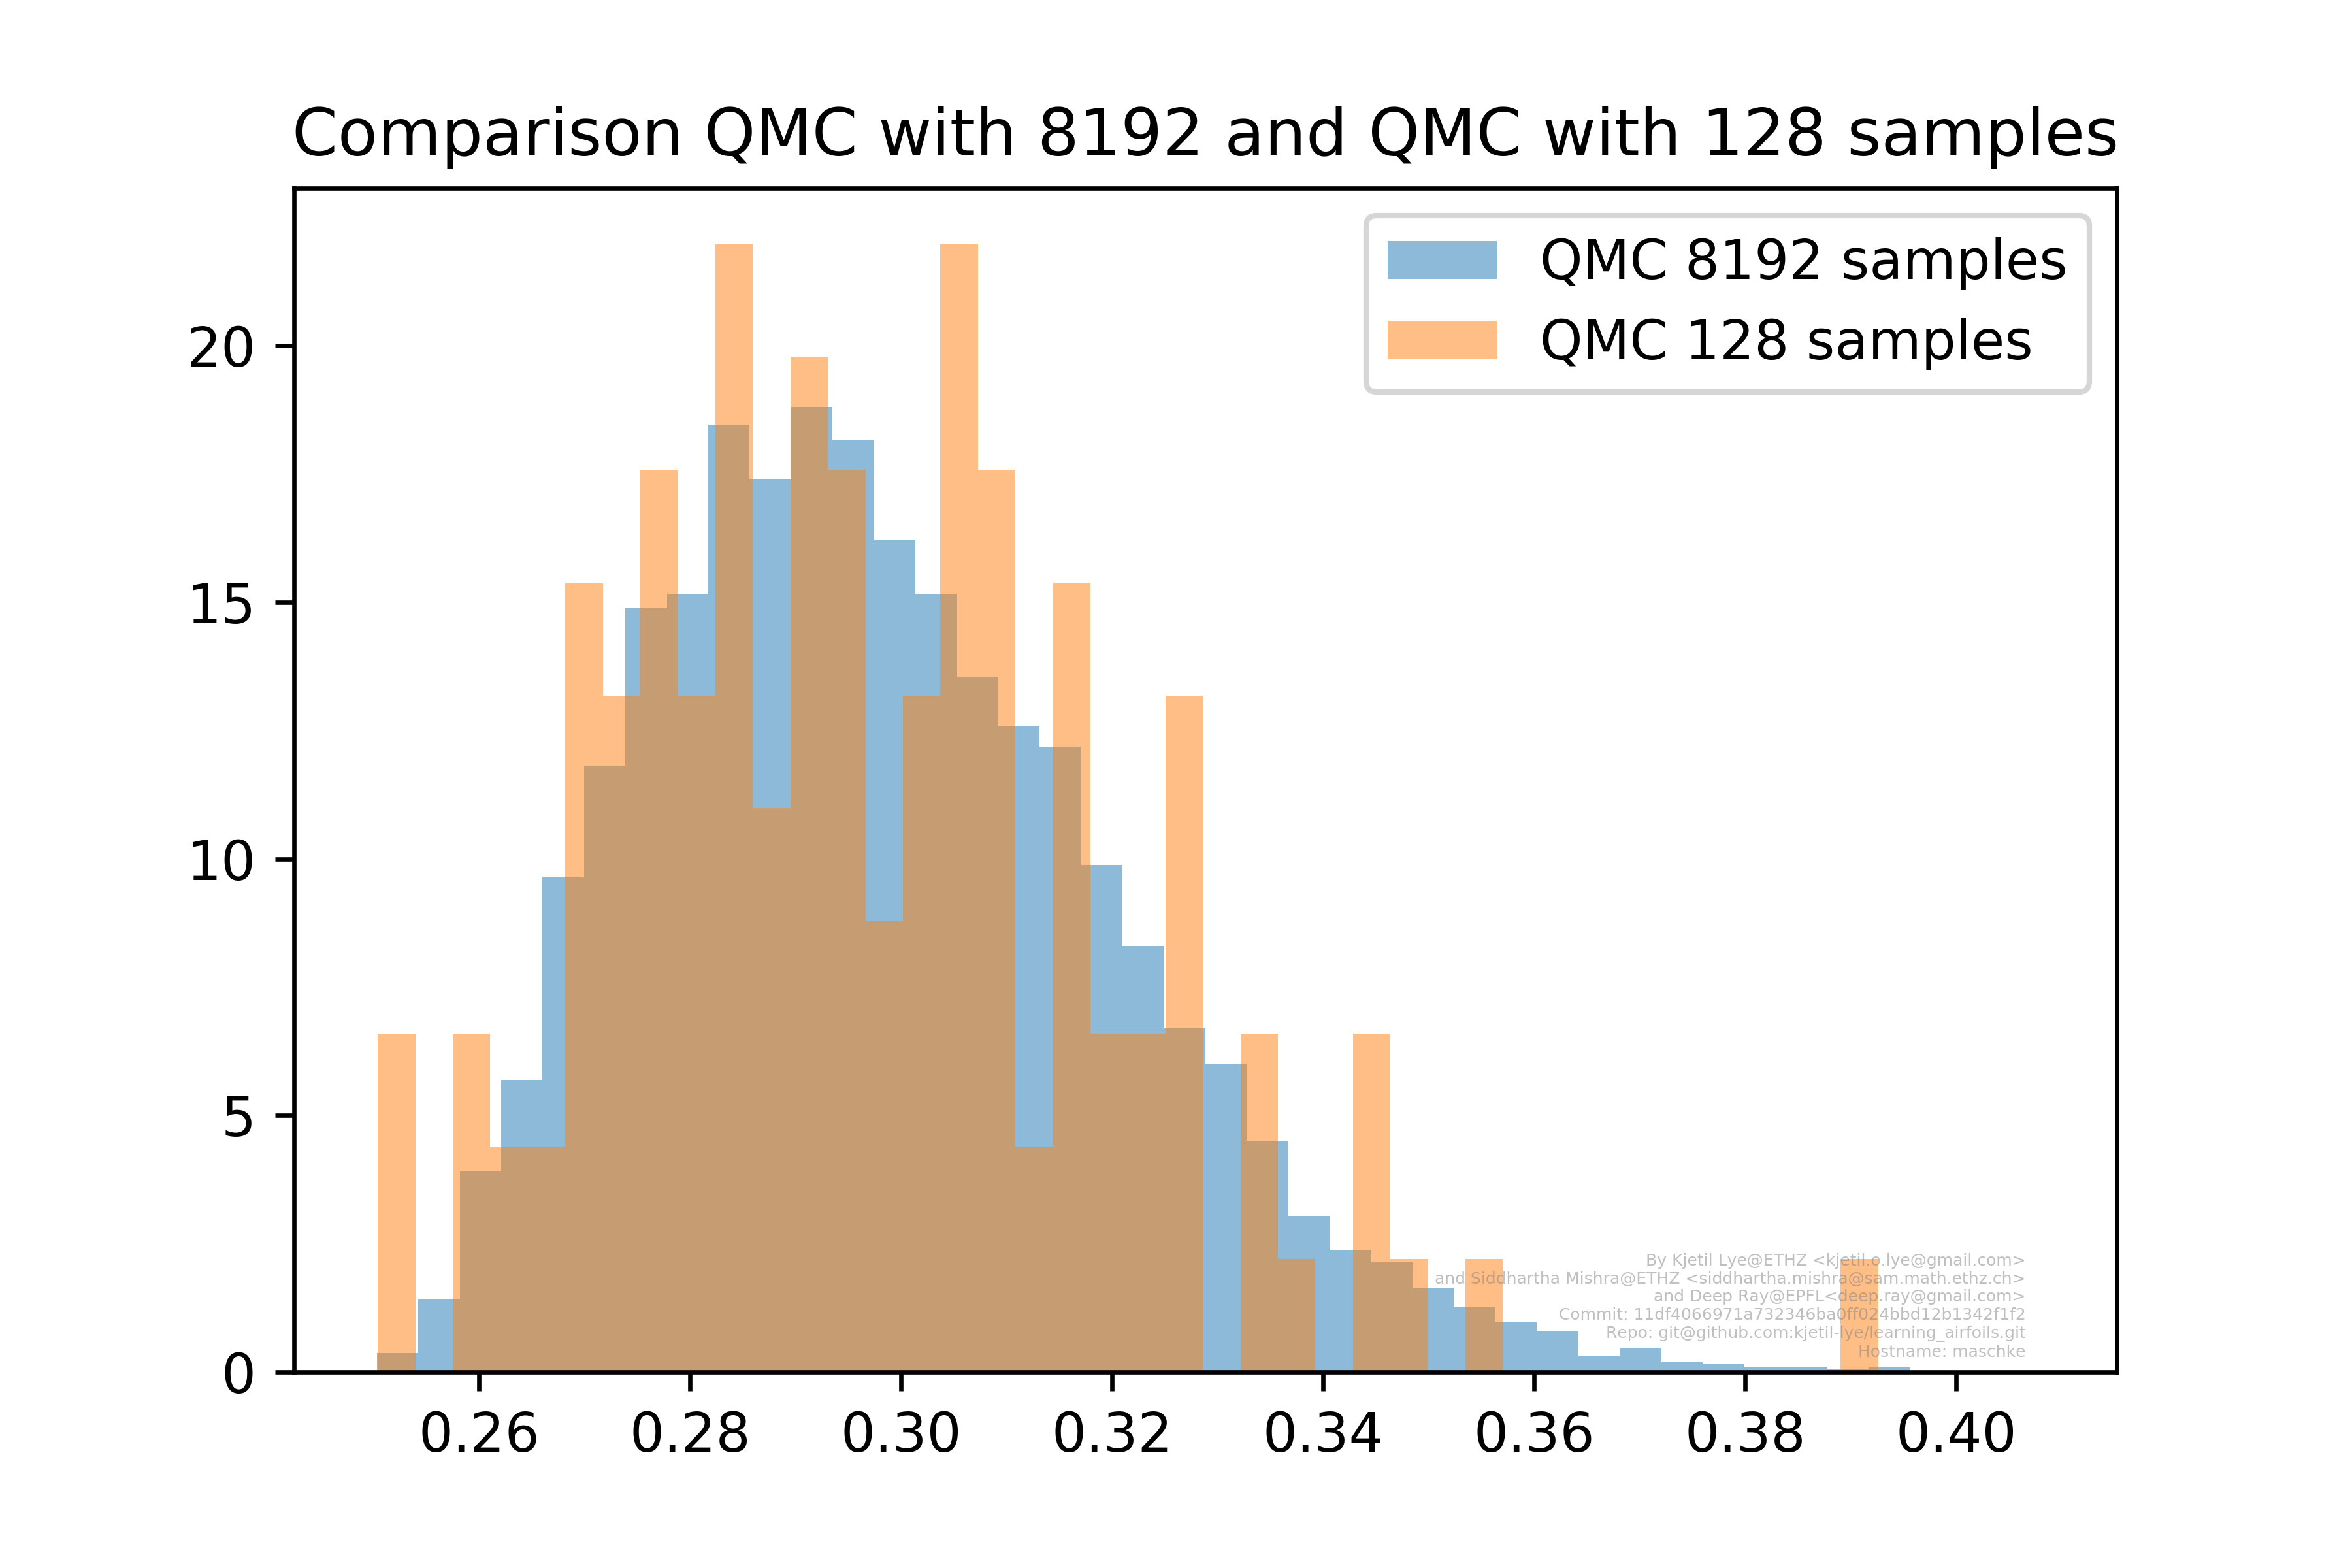 Comparison QMC with 8192 and QMC with 128 samples
QMC 8192 samples
QMC 128 samples
20
15
10
5
0
0.26 0.28 0.30 0.32 0.34 0.36 0.38 0.40
By Kjetil Lye@ETHZ <kjetil.o.lye@gmail.com>
and Siddhartha Mishra@ETHZ <siddhartha.mishra@sam.math.ethz.ch>
and Deep Ray@EPFL<deep.ray@gmail.com>
Commit: 11df4066971a732346ba0ff024bbd12b1342f1f2
Repo: git@github.com:kjetil-lye/learning_airfoils.git
Hostname: maschke